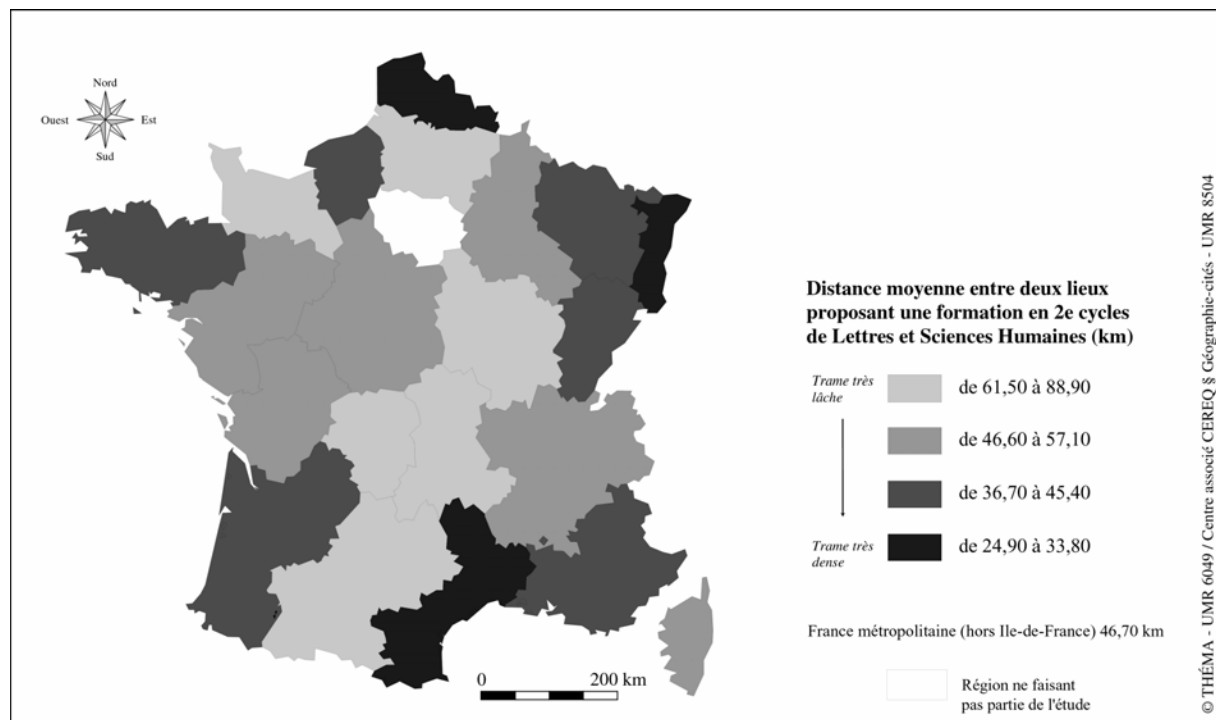 Nord
Ouest
Est
Sud
Distance moyenne entre deux lieux
proposant une formation en 2e cycles
de Lettres et Sciences Humaines (km)
Trame très
lâche
de 61,50 à 88,90
de 46,60 à 57,10
de 36,70 à 45,40
Trame très
dense
de 24,90 à 33,80
France métropolitaine (hors Ile-de-France) 46,70 km
0
200 km
Région ne faisant
pas partie de l'étude
© THÉMA - UMR 6049 / Centre associé CEREQ § Géographie-cités - UMR 8504